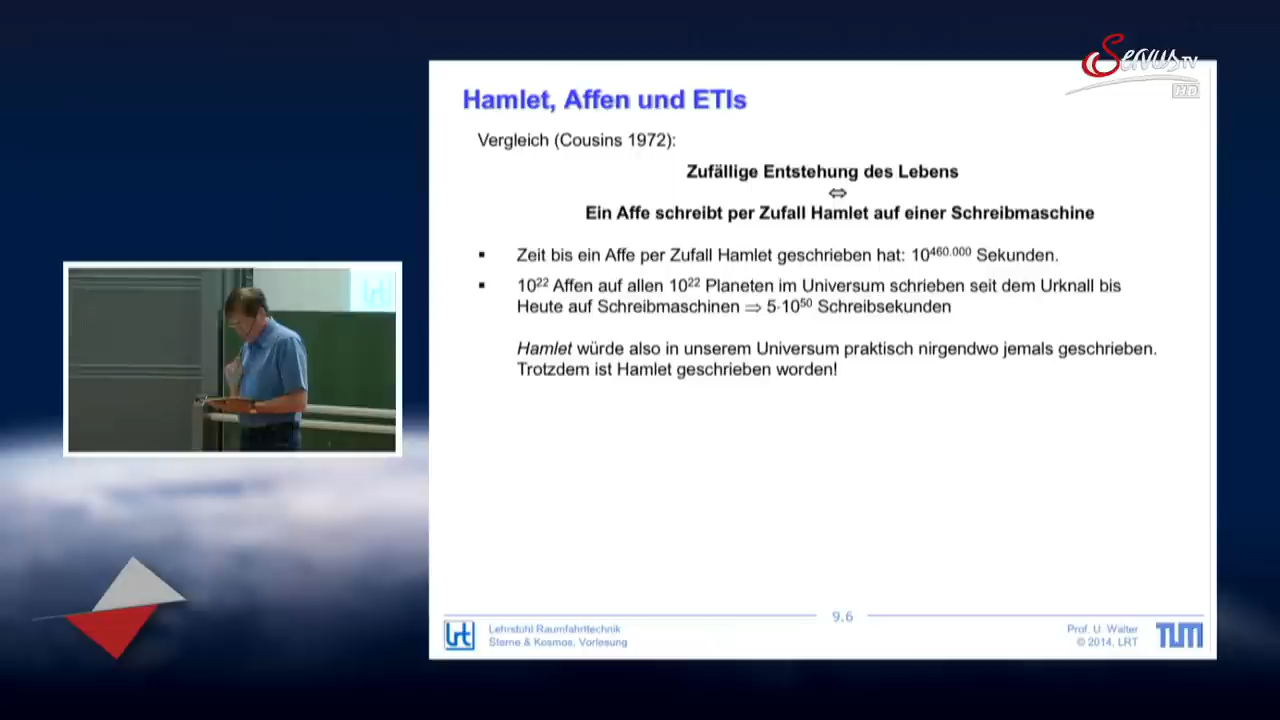 Servus TV
HD
Hamlet, Affen und ETIs
Vergleich (Cousins 1972):
Zufällige Entstehung des Lebens
⇔
Ein Affe schreibt per Zufall Hamlet auf einer Schreibmaschine
▪ Zeit bis ein Affe per Zufall Hamlet geschrieben hat: 10⁴⁶⁰·⁰⁰⁰ Sekunden.
▪ 10²² Affen auf allen 10²² Planeten im Universum schrieben seit dem Urknall bis
Heute auf Schreibmaschinen ⇒ 5·10⁵⁰ Schreibsekunden
Hamlet würde also in unserem Universum praktisch nirgendwo jemals geschrieben.
Trotzdem ist Hamlet geschrieben worden!
9.6
lrt
Lehrstuhl Raumfahrttechnik
Sterne & Kosmos, Vorlesung
Prof. U. Walter
© 2014, LRT
TUM